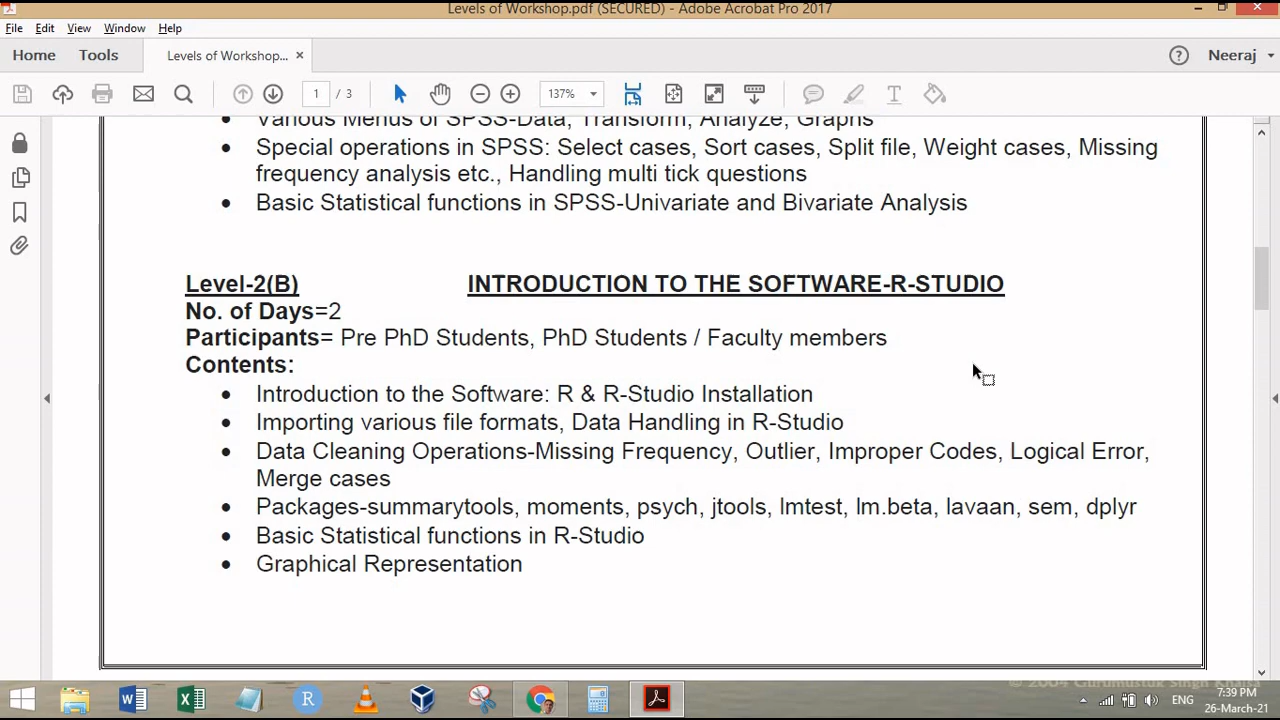 Levels of Workshop.pdf (SECURED) - Adobe Acrobat Pro 2017
File Edit View Window Help
Home Tools Levels of Workshop... × Neeraj
1 / 3 137%
Various Menus of SPSS-Data, Transform, Analyze, Graphs
Special operations in SPSS: Select cases, Sort cases, Split file, Weight cases, Missing
frequency analysis etc., Handling multi tick questions
Basic Statistical functions in SPSS-Univariate and Bivariate Analysis
Level-2(B) INTRODUCTION TO THE SOFTWARE-R-STUDIO
No. of Days=2
Participants= Pre PhD Students, PhD Students / Faculty members
Contents:
Introduction to the Software: R & R-Studio Installation
Importing various file formats, Data Handling in R-Studio
Data Cleaning Operations-Missing Frequency, Outlier, Improper Codes, Logical Error,
Merge cases
Packages-summarytools, moments, psych, jtools, lmtest, lm.beta, lavaan, sem, dplyr
Basic Statistical functions in R-Studio
Graphical Representation
© 2004 Gurumustuk Singh Khalsa
ENG 7:39 PM
26-March-21